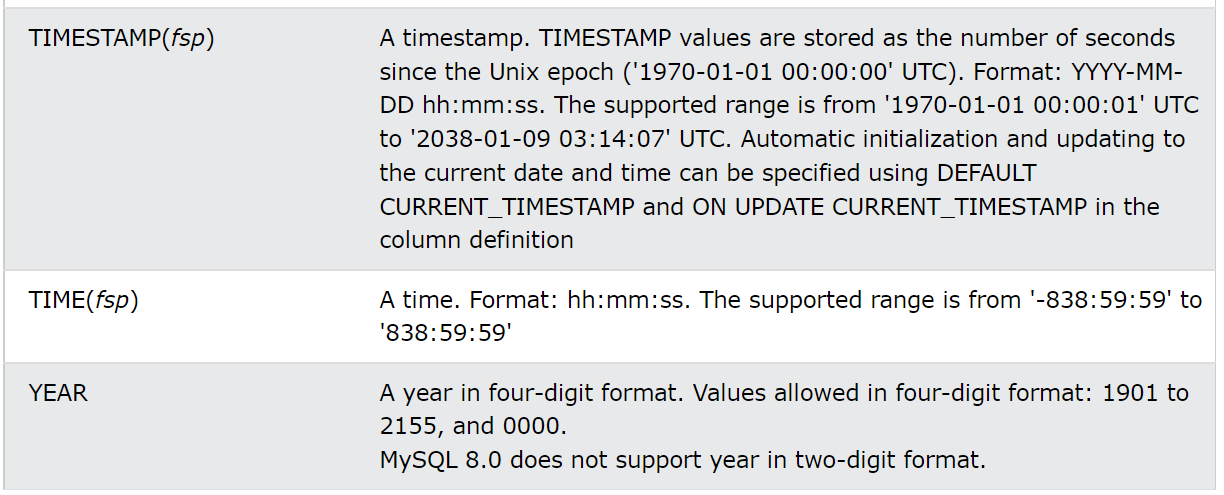 TIMESTAMP(fsp)
A timestamp. TIMESTAMP values are stored as the number of seconds
since the Unix epoch ('1970-01-01 00:00:00' UTC). Format: YYYY-MM-
DD hh:mm:ss. The supported range is from '1970-01-01 00:00:01' UTC
to '2038-01-09 03:14:07' UTC. Automatic initialization and updating to
the current date and time can be specified using DEFAULT
CURRENT_TIMESTAMP and ON UPDATE CURRENT_TIMESTAMP in the
column definition
TIME(fsp)
A time. Format: hh:mm:ss. The supported range is from '-838:59:59' to
'838:59:59'
YEAR
A year in four-digit format. Values allowed in four-digit format: 1901 to
2155, and 0000.
MySQL 8.0 does not support year in two-digit format.